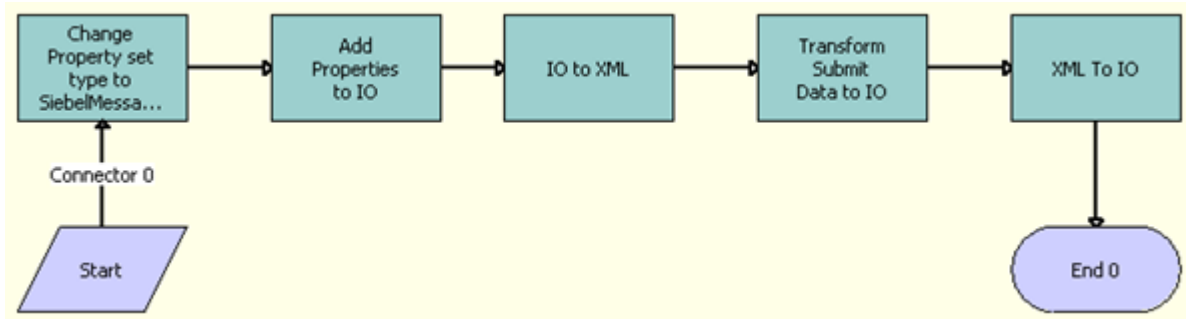 Change
Property set
type to
SiebelMessa...
Add
Properties
to IO
IO to XML
Transform
Submit
Data to IO
XML To IO
Connector 0
Start
End 0